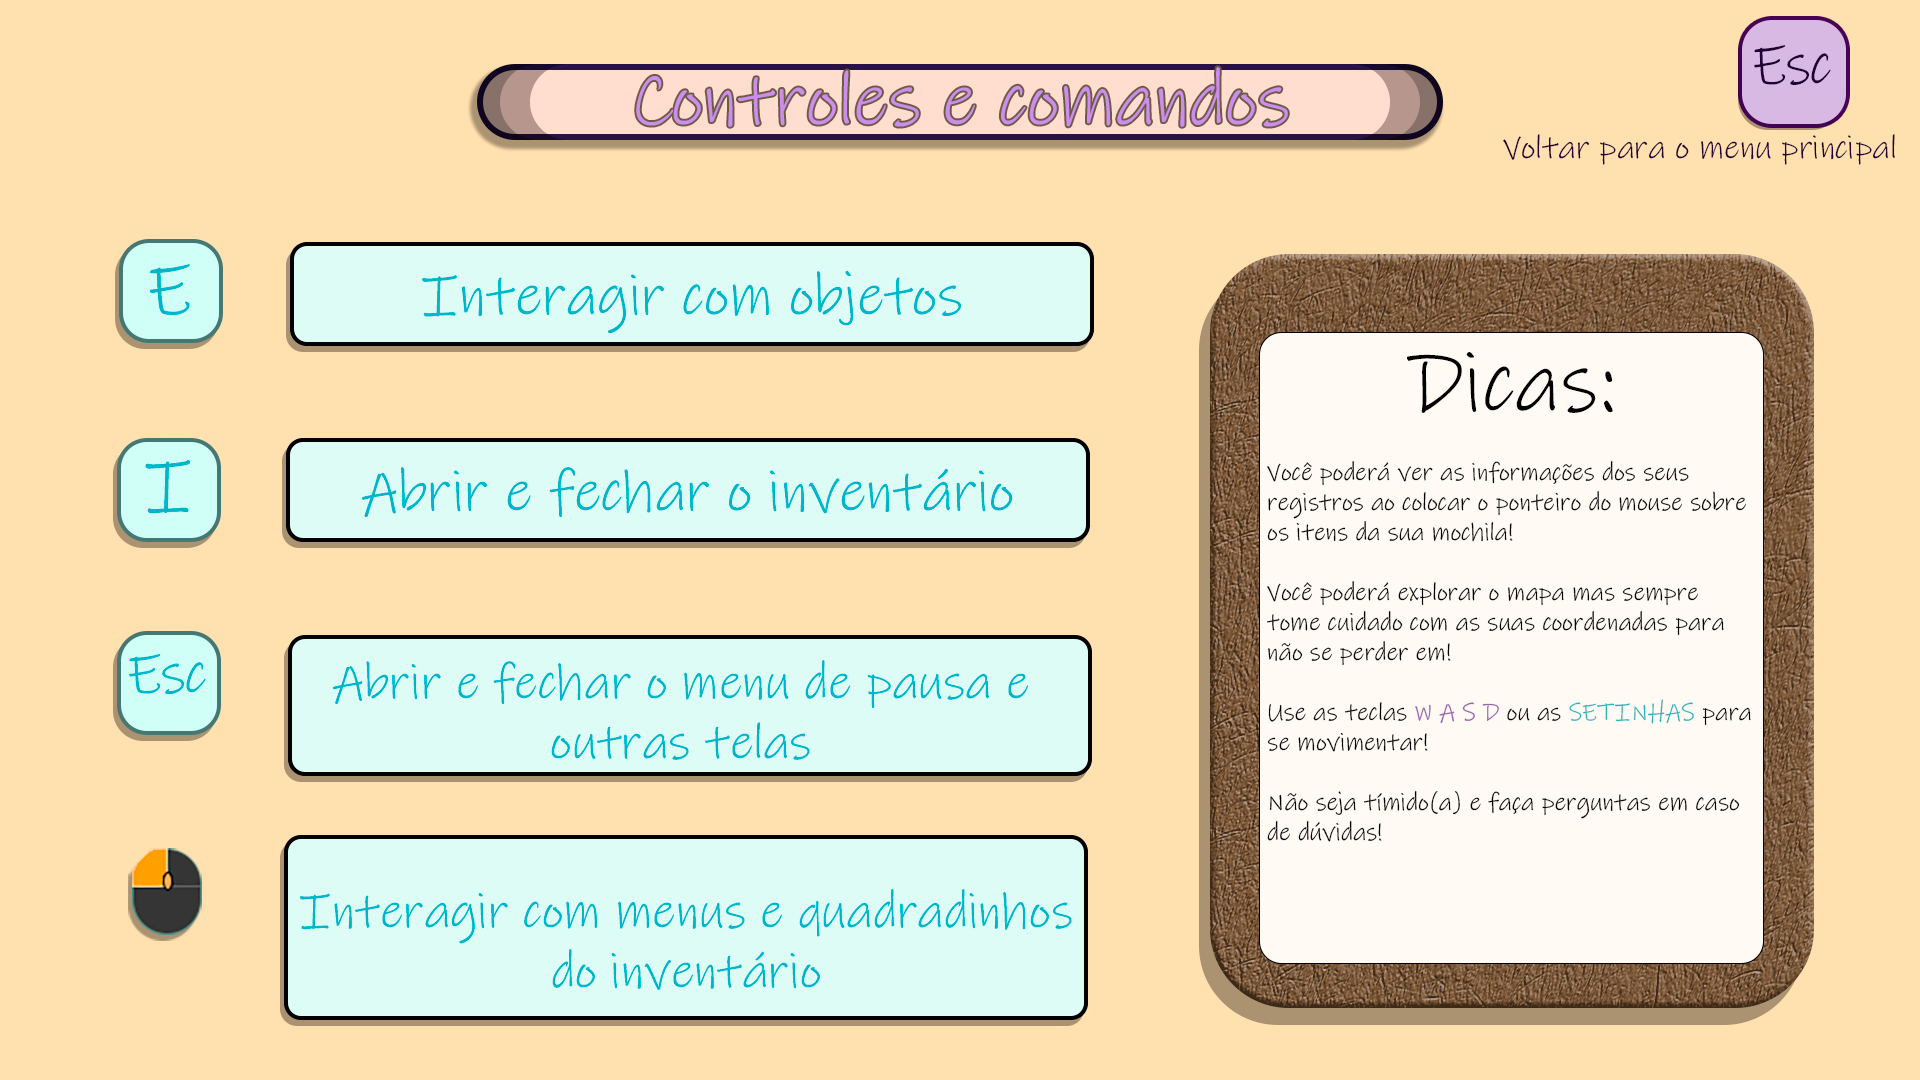 Controles e comandos
Esc
Voltar para o menu principal
E
Interagir com objetos
I
Abrir e fechar o inventário
Esc
Abrir e fechar o menu de pausa e
outras telas
Interagir com menus e quadradinhos
do inventário
Dicas:
Você poderá ver as informações dos seus
registros ao colocar o ponteiro do mouse sobre
os itens da sua mochila!
Você poderá explorar o mapa mas sempre
tome cuidado com as suas coordenadas para
não se perder em!
Use as teclas W A S D ou as SETINHAS para
se movimentar!
Não seja tímido(a) e faça perguntas em caso
de dúvidas!